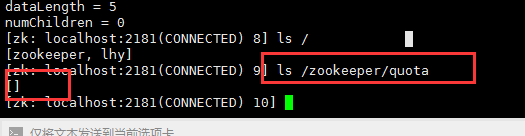 dataLength = 5
numChildren = 0
[zk: localhost:2181(CONNECTED) 8] ls /
[zookeeper, lhy]
[zk: localhost:2181(CONNECTED) 9] ls /zookeeper/quota
[]
[zk: localhost:2181(CONNECTED) 10]
仅将文本发送到当前选项卡